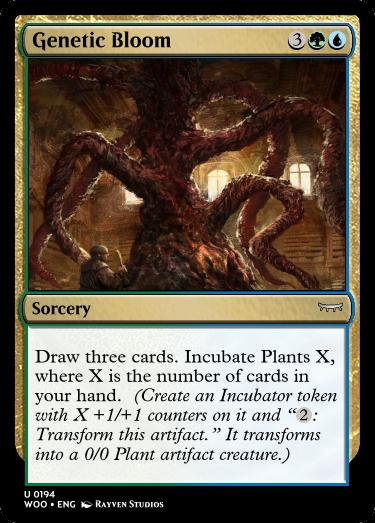 Genetic Bloom 3
Sorcery
Draw three cards. Incubate Plants X,
where X is the number of cards in
your hand. (Create an Incubator token
with X +1/+1 counters on it and “2:
Transform this artifact.” It transforms
into a 0/0 Plant artifact creature.)
U 0194
WOO • ENG Rayven Studios